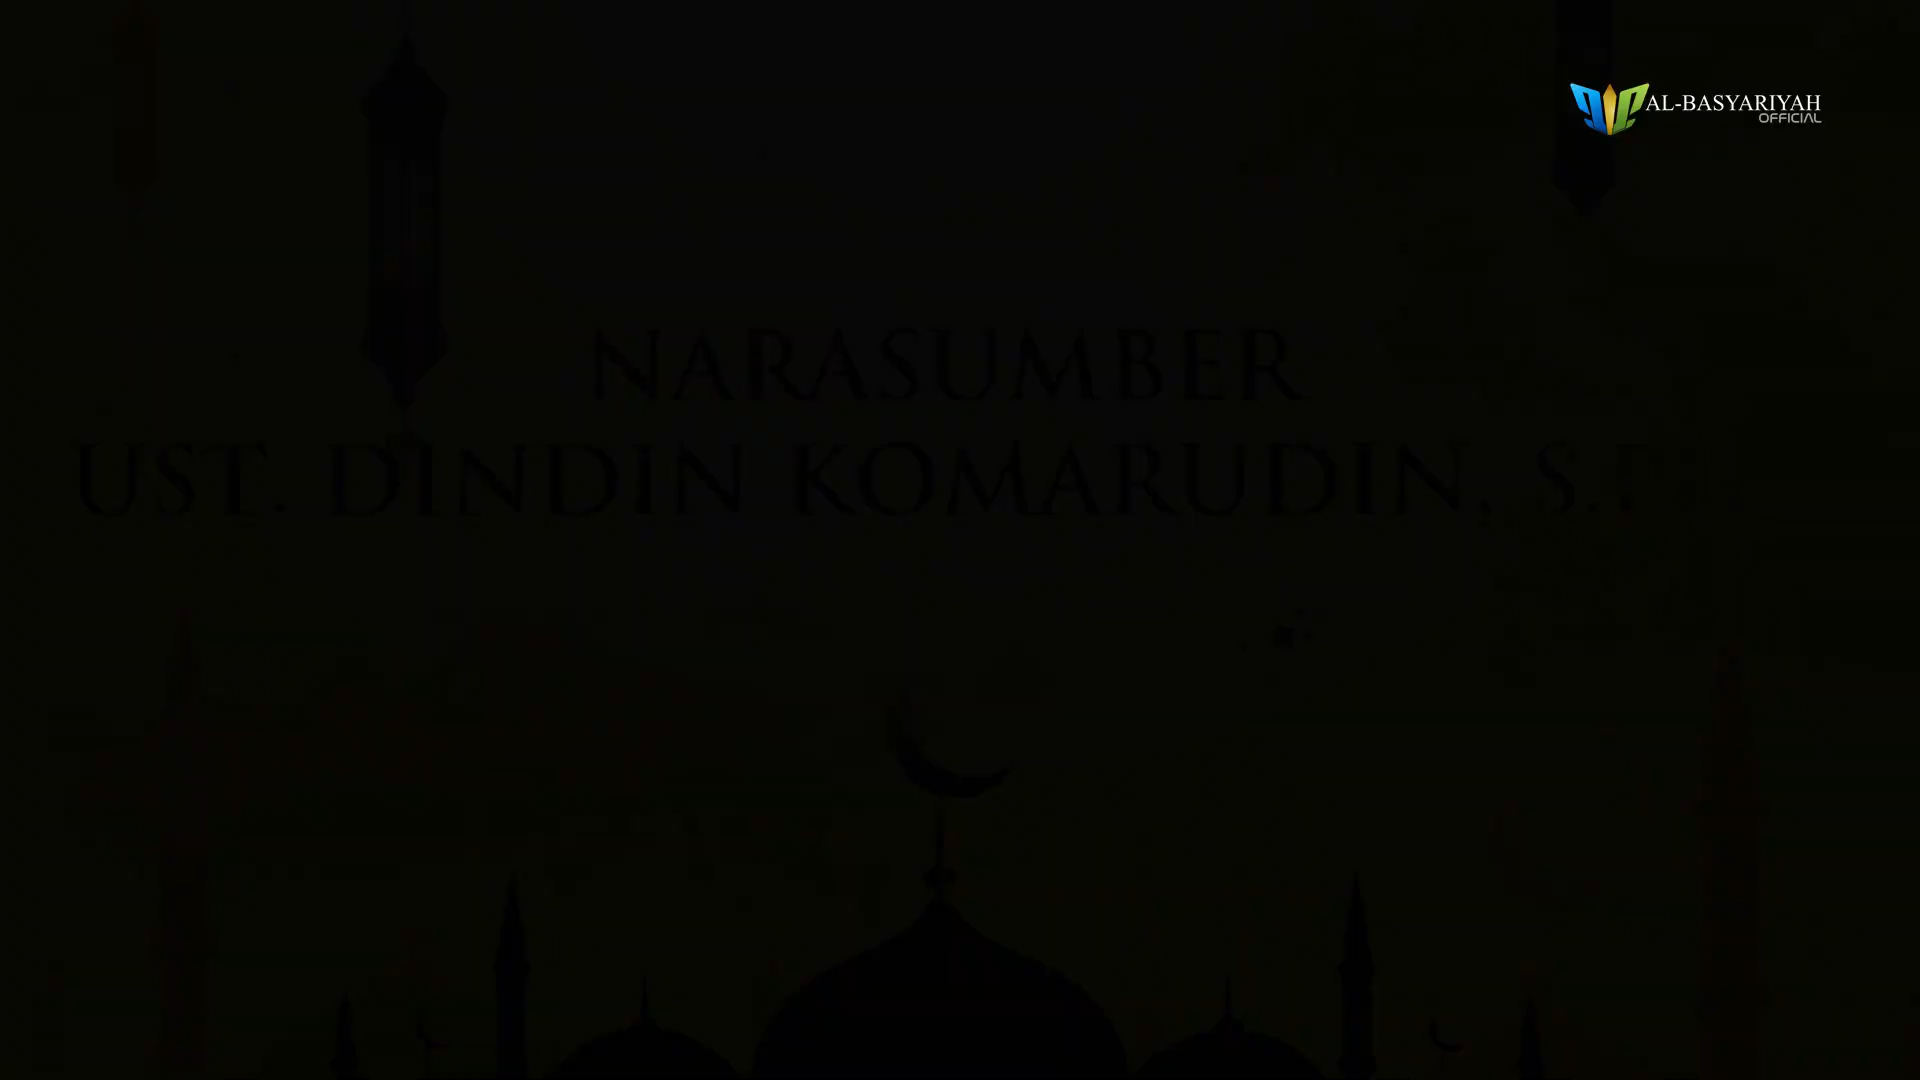 AL-BASYARIYAH
OFFICIAL
NARASUMBER
UST. DINDIN KOMARUDIN,